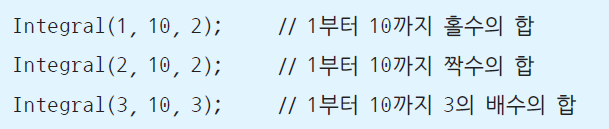 Integral(1, 10, 2); // 1부터 10까지 홀수의 합
Integral(2, 10, 2); // 1부터 10까지 짝수의 합
Integral(3, 10, 3); // 1부터 10까지 3의 배수의 합